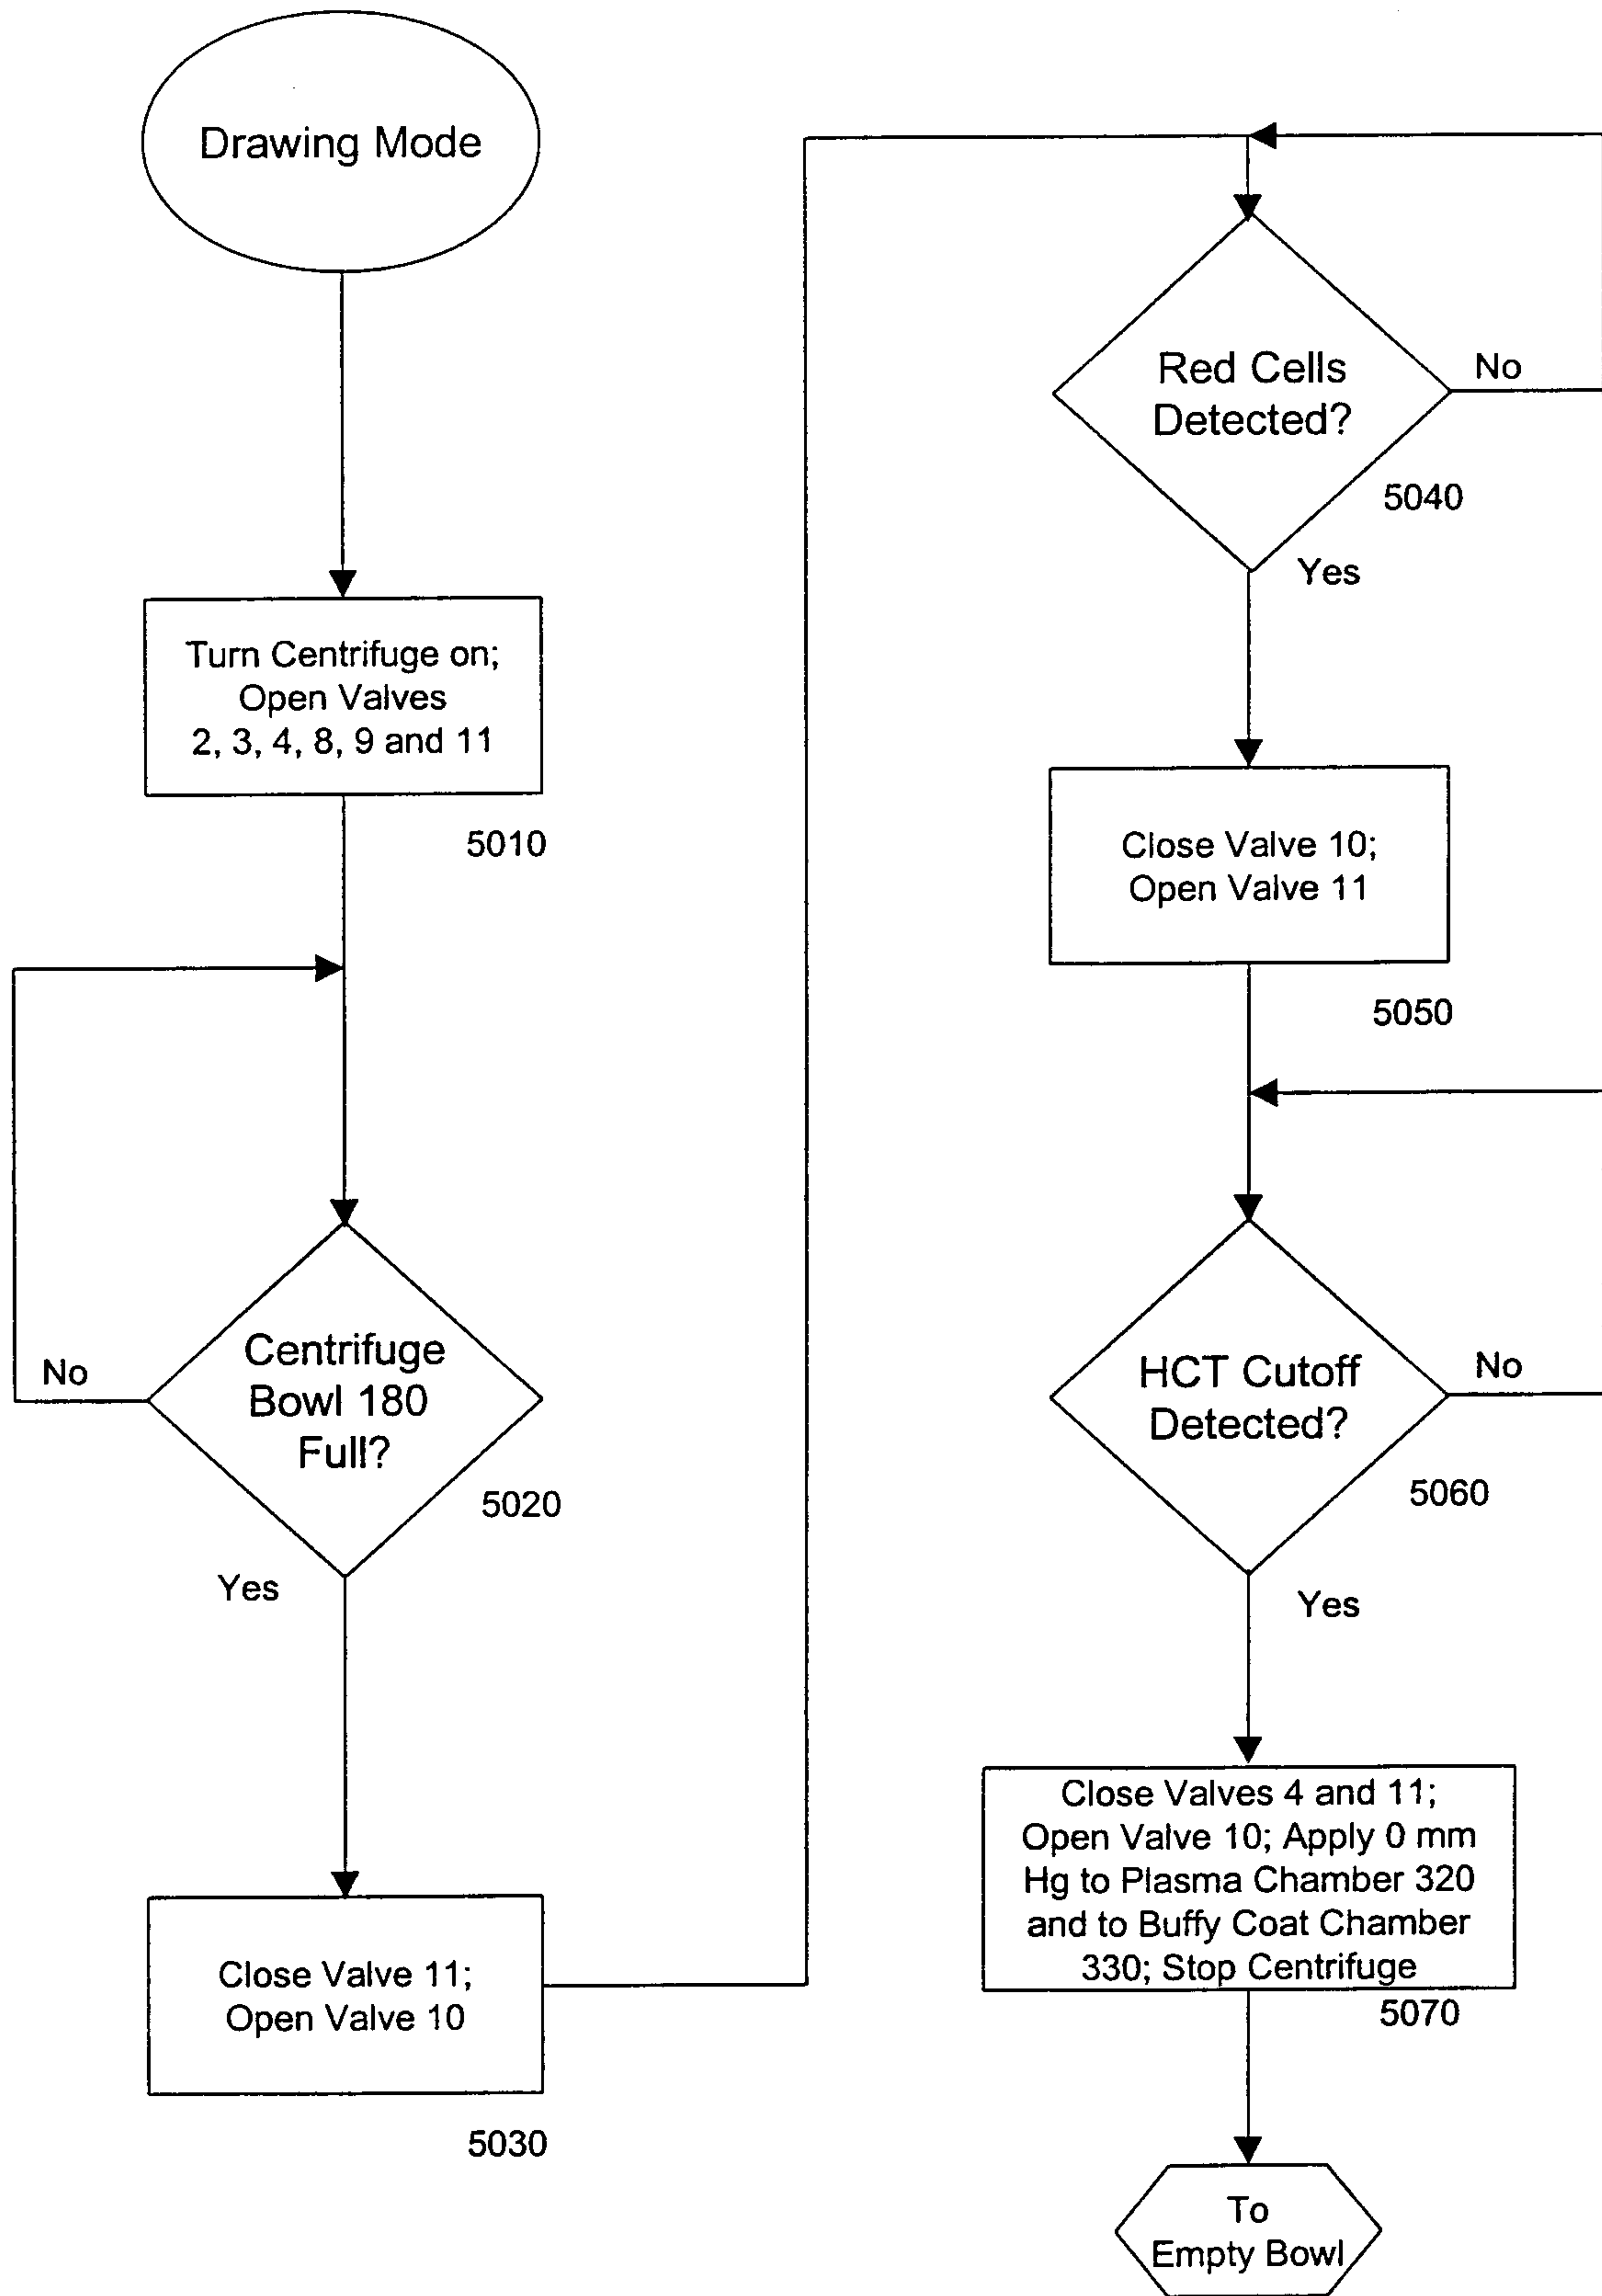 Drawing Mode
Turn Centrifuge on;
Open Valves
2, 3, 4, 8, 9 and 11
5010
Centrifuge
Bowl 180
Full?
No
5020
Yes
Close Valve 11;
Open Valve 10
5030
Red Cells
Detected?
No
5040
Yes
Close Valve 10;
Open Valve 11
5050
HCT Cutoff
Detected?
No
5060
Yes
Close Valves 4 and 11;
Open Valve 10; Apply 0 mm
Hg to Plasma Chamber 320
and to Buffy Coat Chamber
330; Stop Centrifuge
5070
To
Empty Bowl